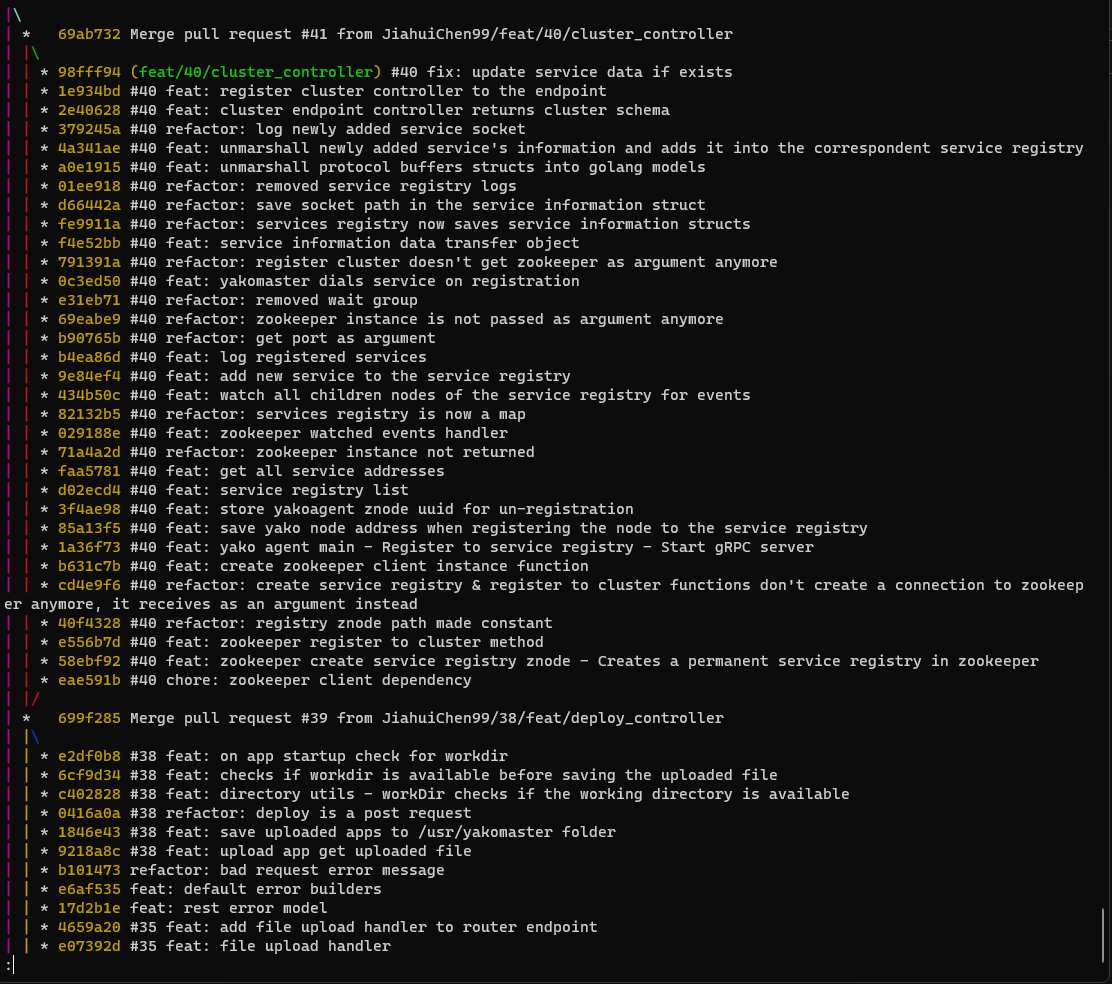 |\
| *   69ab732 Merge pull request #41 from JiahuiChen99/feat/40/cluster_controller
| |\
| | * 98fff94 (feat/40/cluster_controller) #40 fix: update service data if exists
| | * 1e934bd #40 feat: register cluster controller to the endpoint
| | * 2e40628 #40 feat: cluster endpoint controller returns cluster schema
| | * 379245a #40 refactor: log newly added service socket
| | * 4a341ae #40 feat: unmarshall newly added service's information and adds it into the correspondent service registry
| | * a0e1915 #40 feat: unmarshall protocol buffers structs into golang models
| | * 01ee918 #40 refactor: removed service registry logs
| | * d66442a #40 refactor: save socket path in the service information struct
| | * fe9911a #40 refactor: services registry now saves service information structs
| | * f4e52bb #40 feat: service information data transfer object
| | * 791391a #40 refactor: register cluster doesn't get zookeeper as argument anymore
| | * 0c3ed50 #40 feat: yakomaster dials service on registration
| | * e31eb71 #40 refactor: removed wait group
| | * 69eabe9 #40 refactor: zookeeper instance is not passed as argument anymore
| | * b90765b #40 refactor: get port as argument
| | * b4ea86d #40 feat: log registered services
| | * 9e84ef4 #40 feat: add new service to the service registry
| | * 434b50c #40 feat: watch all children nodes of the service registry for events
| | * 82132b5 #40 refactor: services registry is now a map
| | * 029188e #40 feat: zookeeper watched events handler
| | * 71a4a2d #40 refactor: zookeeper instance not returned
| | * faa5781 #40 feat: get all service addresses
| | * d02ecd4 #40 feat: service registry list
| | * 3f4ae98 #40 feat: store yakoagent znode uuid for un-registration
| | * 85a13f5 #40 feat: save yako node address when registering the node to the service registry
| | * 1a36f73 #40 feat: yako agent main - Register to service registry - Start gRPC server
| | * b631c7b #40 feat: create zookeeper client instance function
| | * cd4e9f6 #40 refactor: create service registry & register to cluster functions don't create a connection to zookeep
er anymore, it receives as an argument instead
| | * 40f4328 #40 refactor: registry znode path made constant
| | * e556b7d #40 feat: zookeeper register to cluster method
| | * 58ebf92 #40 feat: zookeeper create service registry znode - Creates a permanent service registry in zookeeper
| | * eae591b #40 chore: zookeeper client dependency
| |/
| *   699f285 Merge pull request #39 from JiahuiChen99/38/feat/deploy_controller
| |\
| | * e2df0b8 #38 feat: on app startup check for workdir
| | * 6cf9d34 #38 feat: checks if workdir is available before saving the uploaded file
| | * c402828 #38 feat: directory utils - workDir checks if the working directory is available
| | * 0416a0a #38 refactor: deploy is a post request
| | * 1846e43 #38 feat: save uploaded apps to /usr/yakomaster folder
| | * 9218a8c #38 feat: upload app get uploaded file
| | * b101473 refactor: bad request error message
| | * e6af535 feat: default error builders
| | * 17d2b1e feat: rest error model
| | * 4659a20 #35 feat: add file upload handler to router endpoint
| | * e07392d #35 feat: file upload handler
: